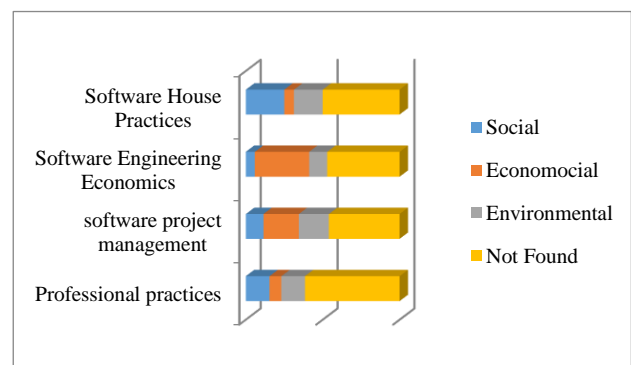 Software House
Practices
Software Engineering
Economics
software project
management
Professional practices
Social
Economocial
Environmental
Not Found